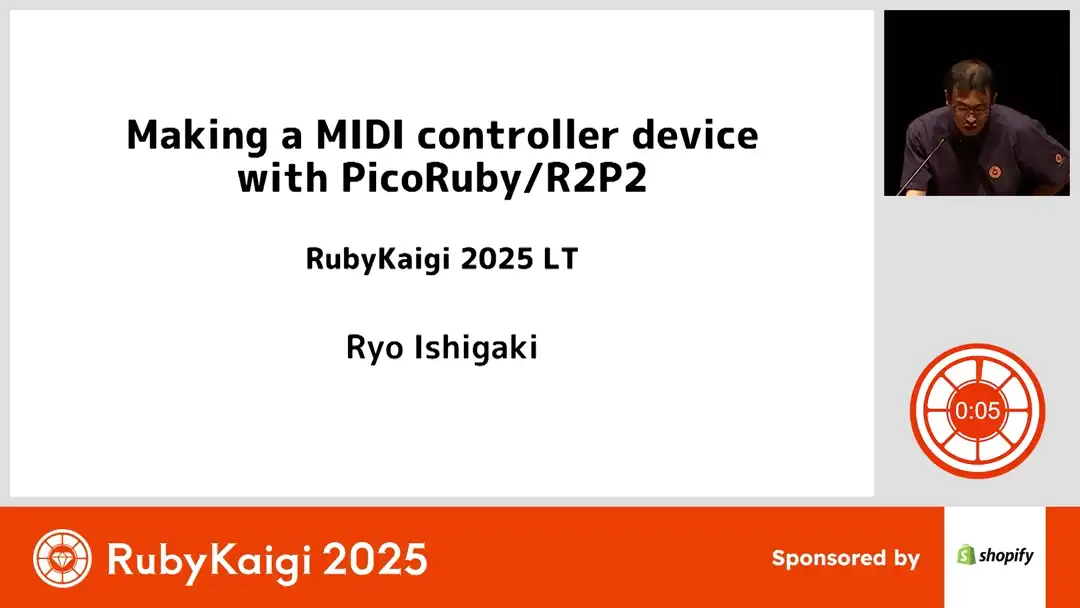 Making a MIDI controller device
with PicoRuby/R2P2
RubyKaigi 2025 LT
Ryo Ishigaki
0:05
RubyKaigi 2025
Sponsored by
shopify